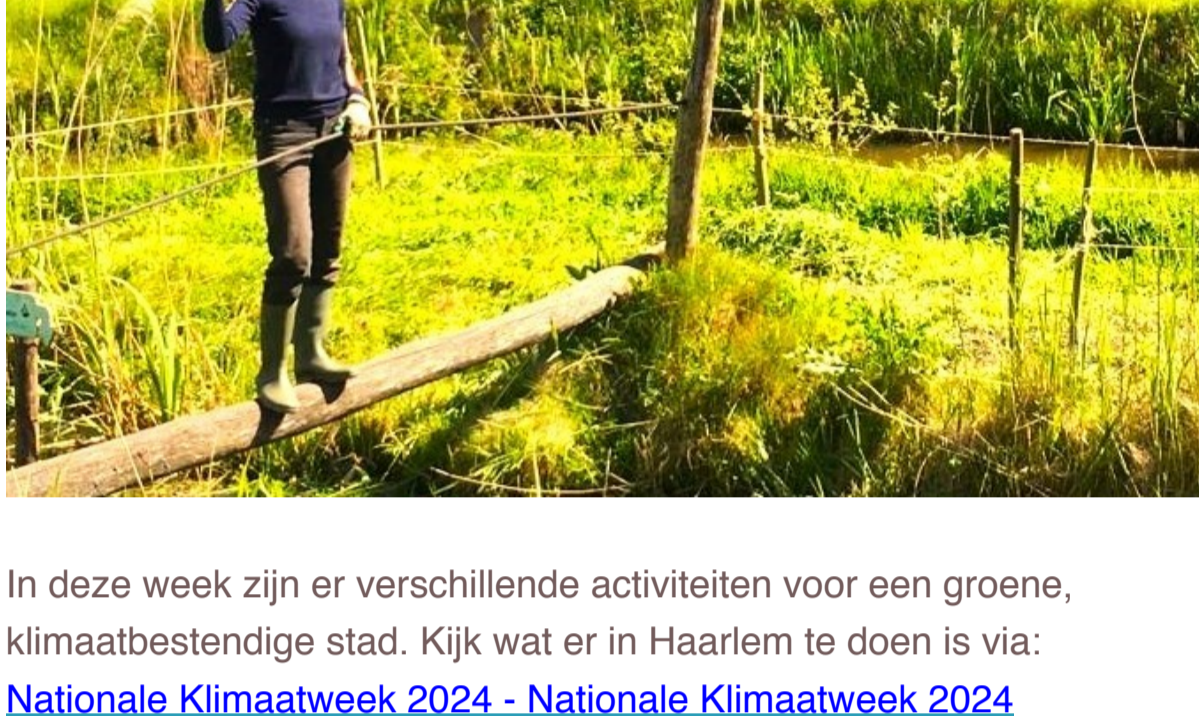 In deze week zijn er verschillende activiteiten voor een groene,
klimaatbestendige stad. Kijk wat er in Haarlem te doen is via:
Nationale Klimaatweek 2024 - Nationale Klimaatweek 2024